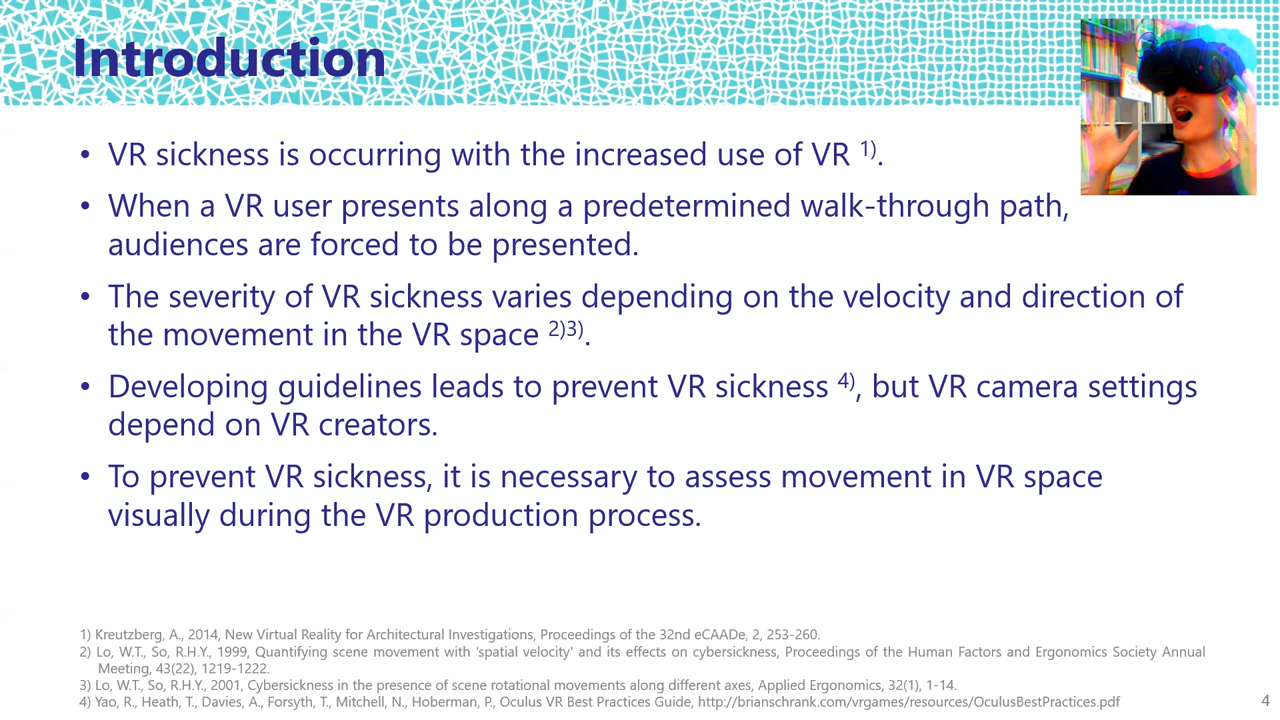 Introduction
• VR sickness is occurring with the increased use of VR 1).
• When a VR user presents along a predetermined walk-through path,
audiences are forced to be presented.
• The severity of VR sickness varies depending on the velocity and direction of
the movement in the VR space 2)3).
• Developing guidelines leads to prevent VR sickness 4), but VR camera settings
depend on VR creators.
• To prevent VR sickness, it is necessary to assess movement in VR space
visually during the VR production process.
1) Kreutzberg, A., 2014, New Virtual Reality for Architectural Investigations, Proceedings of the 32nd eCAADe, 2, 253-260.
2) Lo, W.T., So, R.H.Y., 1999, Quantifying scene movement with 'spatial velocity' and its effects on cybersickness, Proceedings of the Human Factors and Ergonomics Society Annual
Meeting, 43(22), 1219-1222.
3) Lo, W.T., So, R.H.Y., 2001, Cybersickness in the presence of scene rotational movements along different axes, Applied Ergonomics, 32(1), 1-14.
4) Yao, R., Heath, T., Davies, A., Forsyth, T., Mitchell, N., Hoberman, P., Oculus VR Best Practices Guide, http://brianschrank.com/vrgames/resources/OculusBestPractices.pdf
4